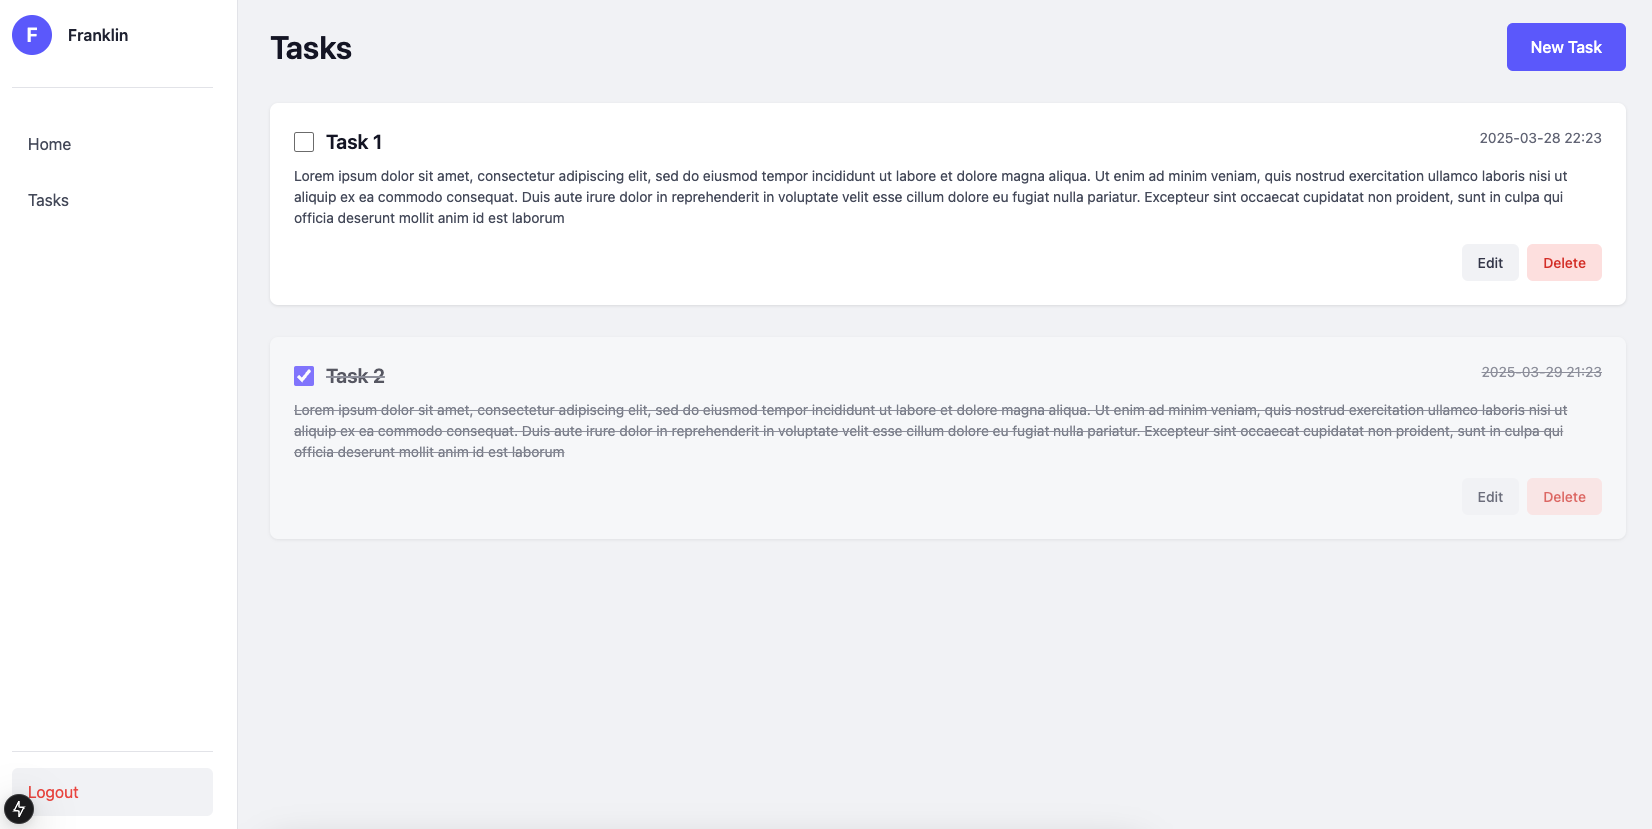 F
Franklin
Home
Tasks
Logout
Tasks
New Task
Task 1
2025-03-28 22:23
Lorem ipsum dolor sit amet, consectetur adipiscing elit, sed do eiusmod tempor incididunt ut labore et dolore magna aliqua. Ut enim ad minim veniam, quis nostrud exercitation ullamco laboris nisi ut
aliquip ex ea commodo consequat. Duis aute irure dolor in reprehenderit in voluptate velit esse cillum dolore eu fugiat nulla pariatur. Excepteur sint occaecat cupidatat non proident, sunt in culpa qui
officia deserunt mollit anim id est laborum
Edit
Delete
Task 2
2025-03-29 21:23
Lorem ipsum dolor sit amet, consectetur adipiscing elit, sed do eiusmod tempor incididunt ut labore et dolore magna aliqua. Ut enim ad minim veniam, quis nostrud exercitation ullamco laboris nisi ut
aliquip ex ea commodo consequat. Duis aute irure dolor in reprehenderit in voluptate velit esse cillum dolore eu fugiat nulla pariatur. Excepteur sint occaecat cupidatat non proident, sunt in culpa qui
officia deserunt mollit anim id est laborum
Edit
Delete